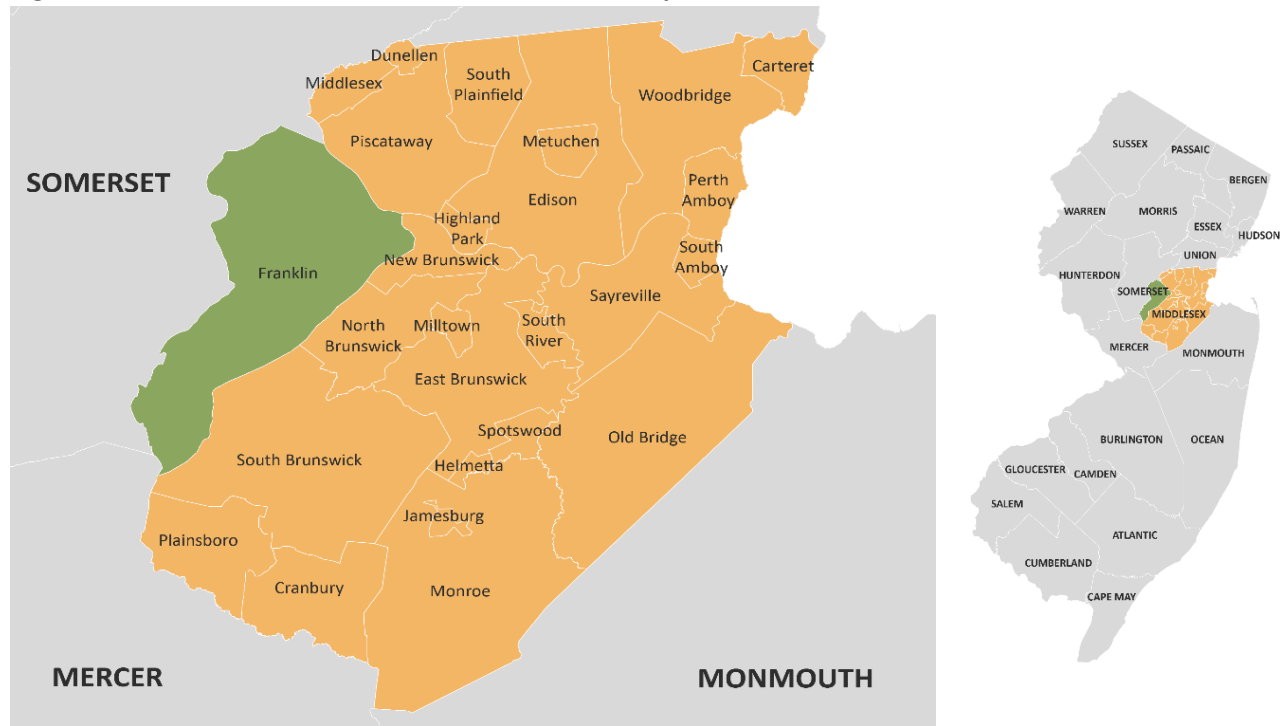 Dunellen
Carteret
South
Plainfield
Middlesex
Woodbridge
Piscataway
Metuchen
SOMERSET
Perth
Amboy
Edison
Highland
Park
South
Amboy
New Brunswick
Franklin
Sayreville
North
Brunswick
Milltown
South
River
East Brunswick
Spotswood
Old Bridge
South Brunswick
Helmetta
Jamesburg
Plainsboro
Cranbury
Monroe
MERCER
MONMOUTH
SUSSEX
PASSAIC
BERGEN
WARREN
MORRIS
ESSEX
HUDSON
UNION
HUNTERDON
SOMERSET
MIDDLESEX
MERCER
MONMOUTH
BURLINGTON
OCEAN
GLOUCESTER
CAMDEN
SALEM
ATLANTIC
CUMBERLAND
CAPE MAY